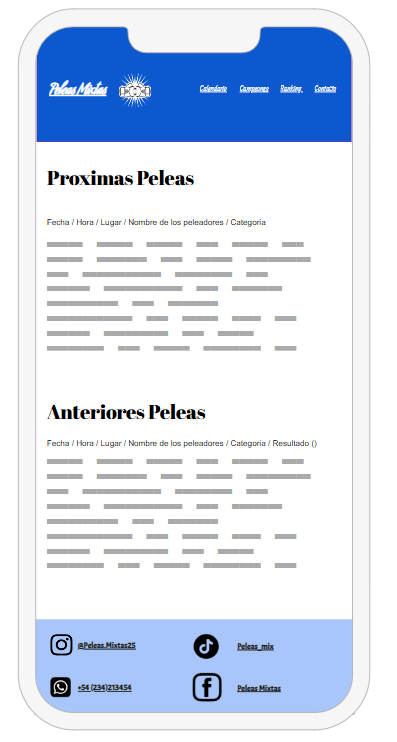 Peleas Mixtas
Calendario Campeones Ranking Contacto
Proximas Peleas
Fecha / Hora / Lugar / Nombre de los peleadores / Categoria
Anteriores Peleas
Fecha / Hora / Lugar / Nombre de los peleadores / Categoria / Resultado ()
@Peleas.Mixtas25 Peleas_mix
+54 (234)213454 Peleas Mixtas